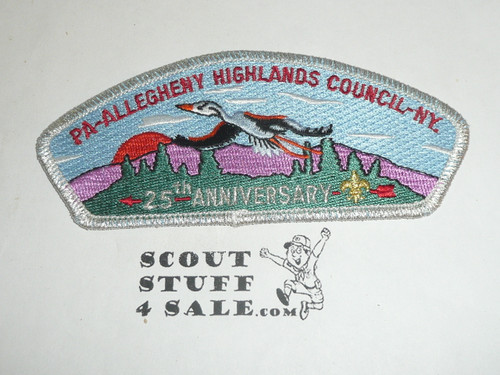 PA-ALLEGHENY HIGHLANDS COUNCIL-NY.
25th ANNIVERSARY
SCOUT
STUFF
4 SALE.com